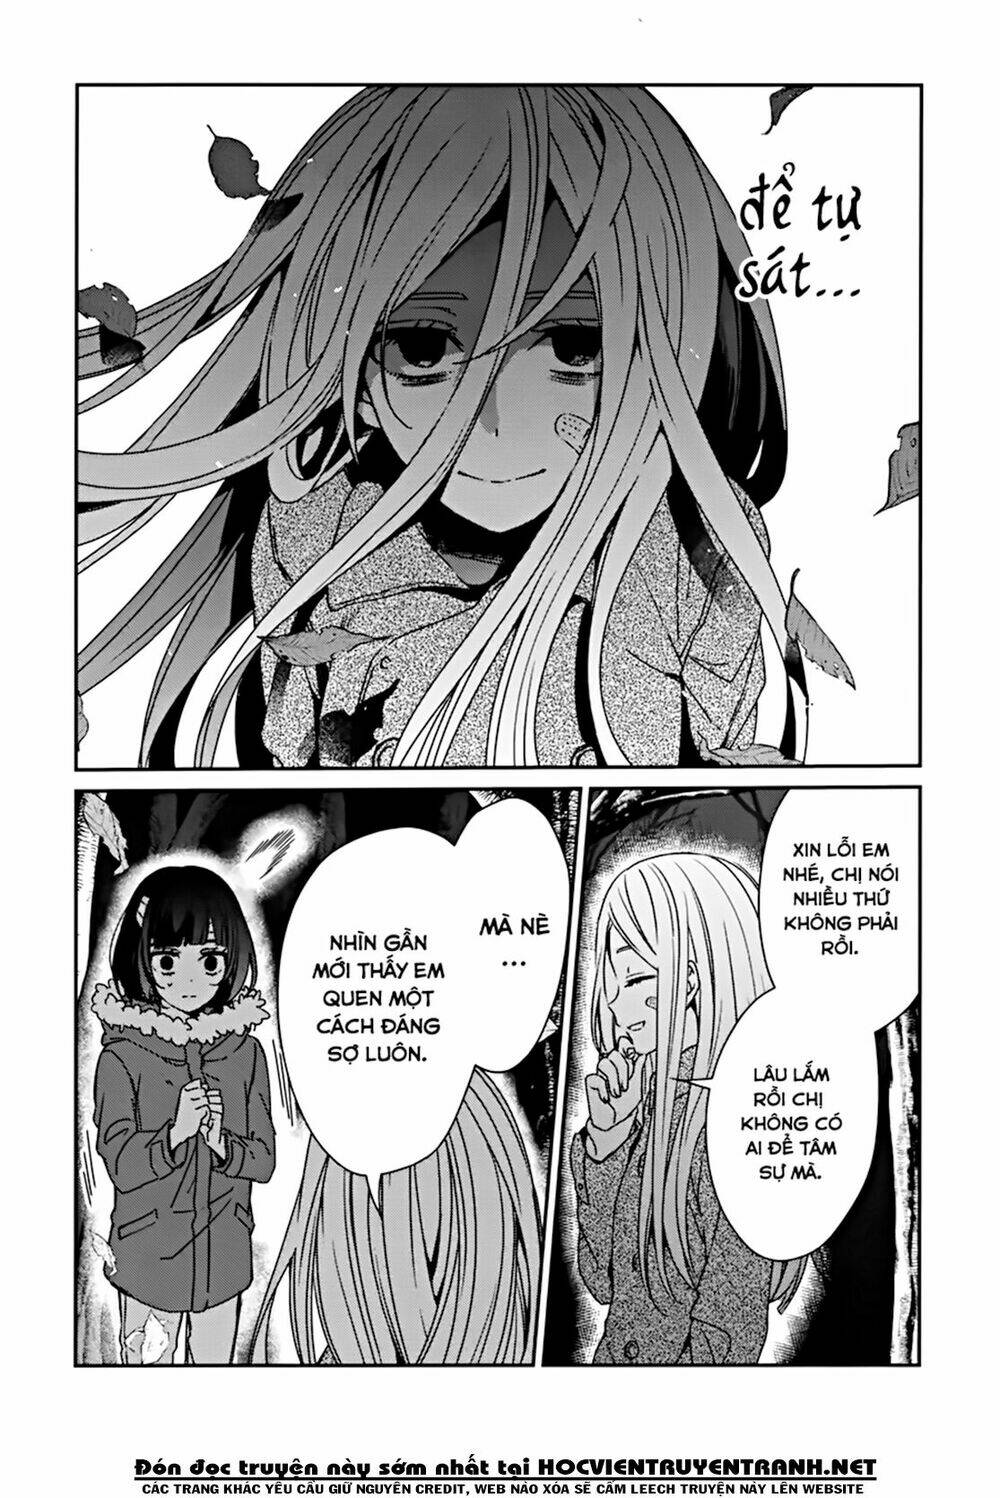 để tự
sát...
XIN LỖI EM
NHÉ, CHỊ NÓI
NHIỀU THỨ
KHÔNG PHẢI
RỒI.
LÂU LẮM
RỒI CHỊ
KHÔNG CÓ
AI ĐỂ TÂM
SỰ MÀ.
MÀ NÈ
...
NHÌN GẦN
MỚI THẤY EM
QUEN MỘT
CÁCH ĐÁNG
SỢ LUÔN.
Đón đọc truyện này sớm nhất tại HOCVIENTRUYENTRANH.NET
CÁC TRANG KHÁC YÊU CẦU GIỮ NGUYÊN CREDIT, WEB NÀO XÓA SẼ CẤM LEECH TRUYỆN NÀY LÊN WEBSITE